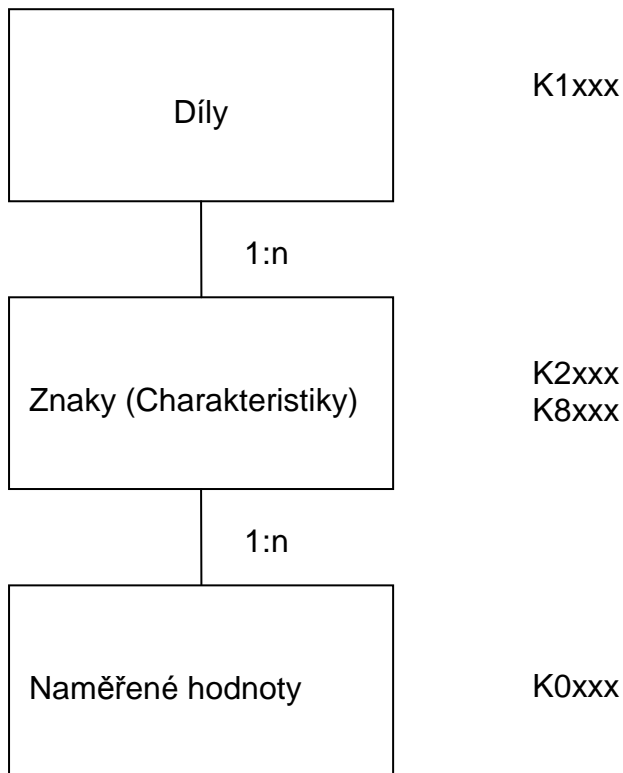 Díly
K1xxx
1:n
Znaky (Charakteristiky)
K2xxx
K8xxx
1:n
Naměřené hodnoty
K0xxx